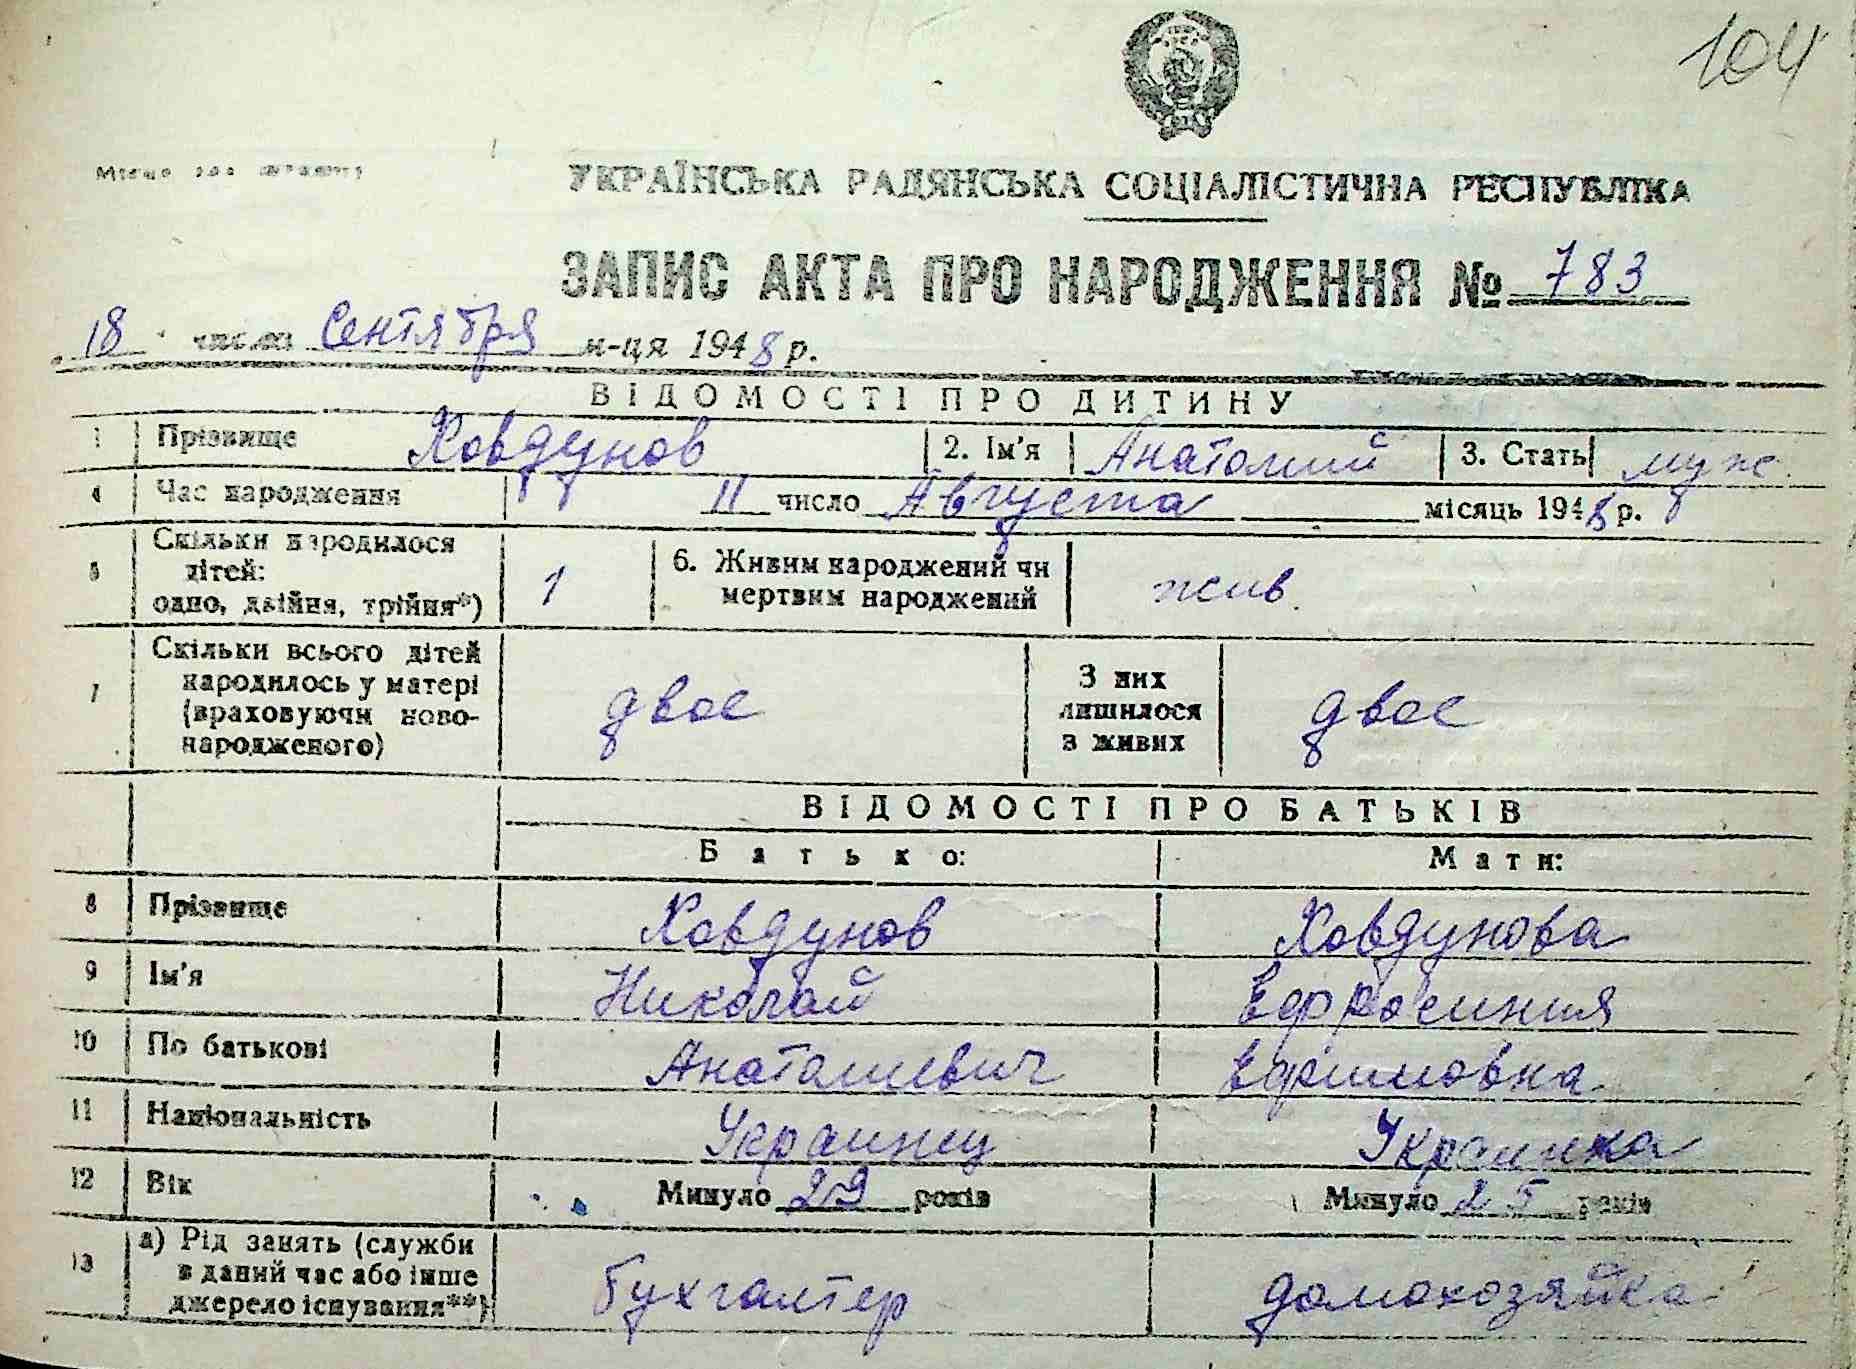 104
УКРАЇНСЬКА РАДЯНСЬКА СОЦІАЛІСТИЧНА РЕСПУБЛІКА
ЗАПИС АКТА ПРО НАРОДЖЕННЯ № 783
18 числа Сентября м-ця 1948 р.
ВІДОМОСТІ ПРО ДИТИНУ
1 Прізвище Ховдунов 2. Ім'я Анатолий 3. Стать муж.
4 Час народження 11 число Августа місяць 1948 р.
5 Скільки народилося дітей: одно, двійня, трійня*) 1 6. Живим народжений чи мертвим народжений жив.
7 Скільки всього дітей народилось у матері (враховуючи новонародженого) двое З них лишилося в живих двое
ВІДОМОСТІ ПРО БАТЬКІВ
Батько: Мати:
8 Прізвище Ховдунов Ховдунова
9 Ім'я Николай Ефросиния
10 По батькові Анатолиевич Ефимовна
11 Національність Украинец Украинка
12 Вік Минуло 29 років Минуло 25 років
13 а) Рід занять (служби в даний час або інше джерело існування**) бухгалтер домохозяйка